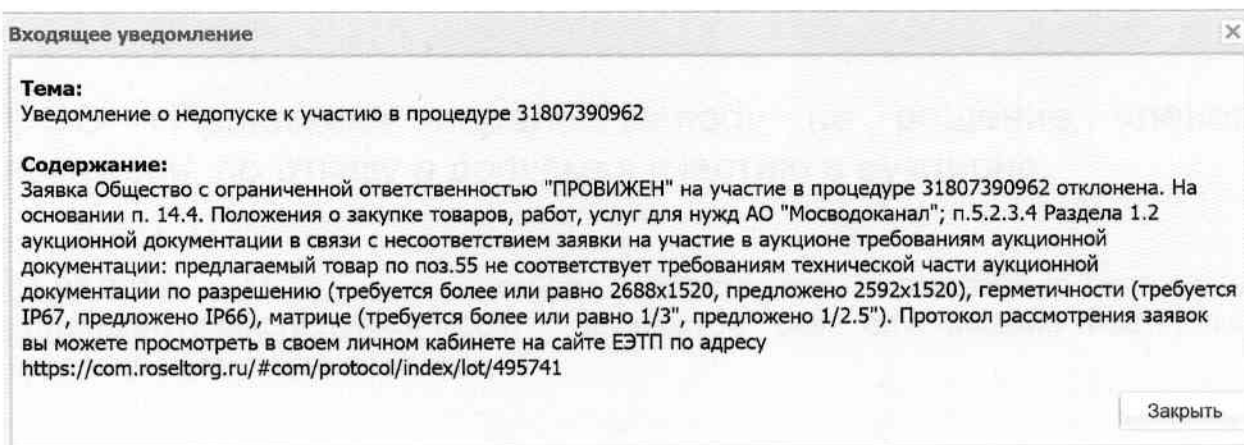 Входящее уведомление
Тема:
Уведомление о недопуске к участию в процедуре 31807390962
Содержание:
Заявка Общество с ограниченной ответственностью "ПРОВИЖЕН" на участие в процедуре 31807390962 отклонена. На
основании п. 14.4. Положения о закупке товаров, работ, услуг для нужд АО "Мосводоканал"; п.5.2.3.4 Раздела 1.2
аукционной документации в связи с несоответствием заявки на участие в аукционе требованиям аукционной
документации: предлагаемый товар по поз.55 не соответствует требованиям технической части аукционной
документации по разрешению (требуется более или равно 2688x1520, предложено 2592x1520), герметичности (требуется
IP67, предложено IP66), матрице (требуется более или равно 1/3", предложено 1/2.5"). Протокол рассмотрения заявок
вы можете просмотреть в своем личном кабинете на сайте ЕЭТП по адресу
https://com.roseltorg.ru/#com/protocol/index/lot/495741
Закрыть